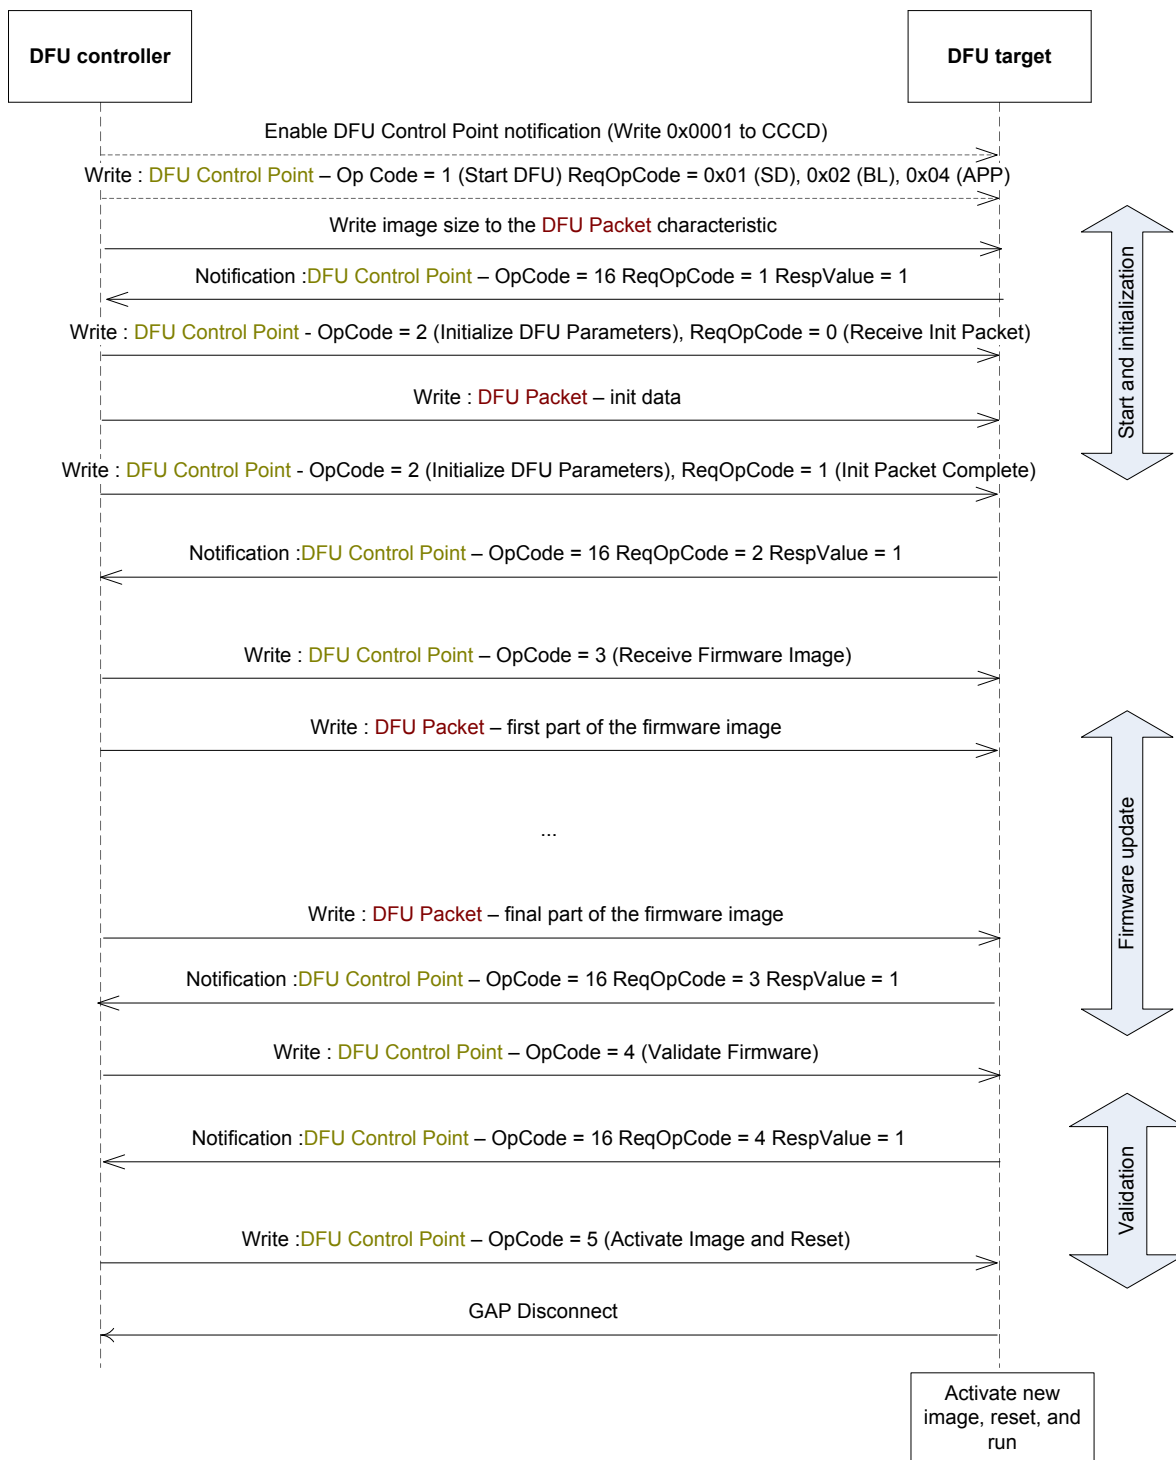 DFU controller
DFU target
Enable DFU Control Point notification (Write 0x0001 to CCCD)
Write : DFU Control Point – Op Code = 1 (Start DFU) ReqOpCode = 0x01 (SD), 0x02 (BL), 0x04 (APP)
Write image size to the DFU Packet characteristic
Notification :DFU Control Point – OpCode = 16 ReqOpCode = 1 RespValue = 1
Write : DFU Control Point - OpCode = 2 (Initialize DFU Parameters), ReqOpCode = 0 (Receive Init Packet)
Write : DFU Packet – init data
Write : DFU Control Point - OpCode = 2 (Initialize DFU Parameters), ReqOpCode = 1 (Init Packet Complete)
Start and initialization
Notification :DFU Control Point – OpCode = 16 ReqOpCode = 2 RespValue = 1
Write : DFU Control Point – OpCode = 3 (Receive Firmware Image)
Write : DFU Packet – first part of the firmware image
...
Write : DFU Packet – final part of the firmware image
Notification :DFU Control Point – OpCode = 16 ReqOpCode = 3 RespValue = 1
Firmware update
Write : DFU Control Point – OpCode = 4 (Validate Firmware)
Notification :DFU Control Point – OpCode = 16 ReqOpCode = 4 RespValue = 1
Write :DFU Control Point – OpCode = 5 (Activate Image and Reset)
Validation
GAP Disconnect
Activate new
image, reset, and
run